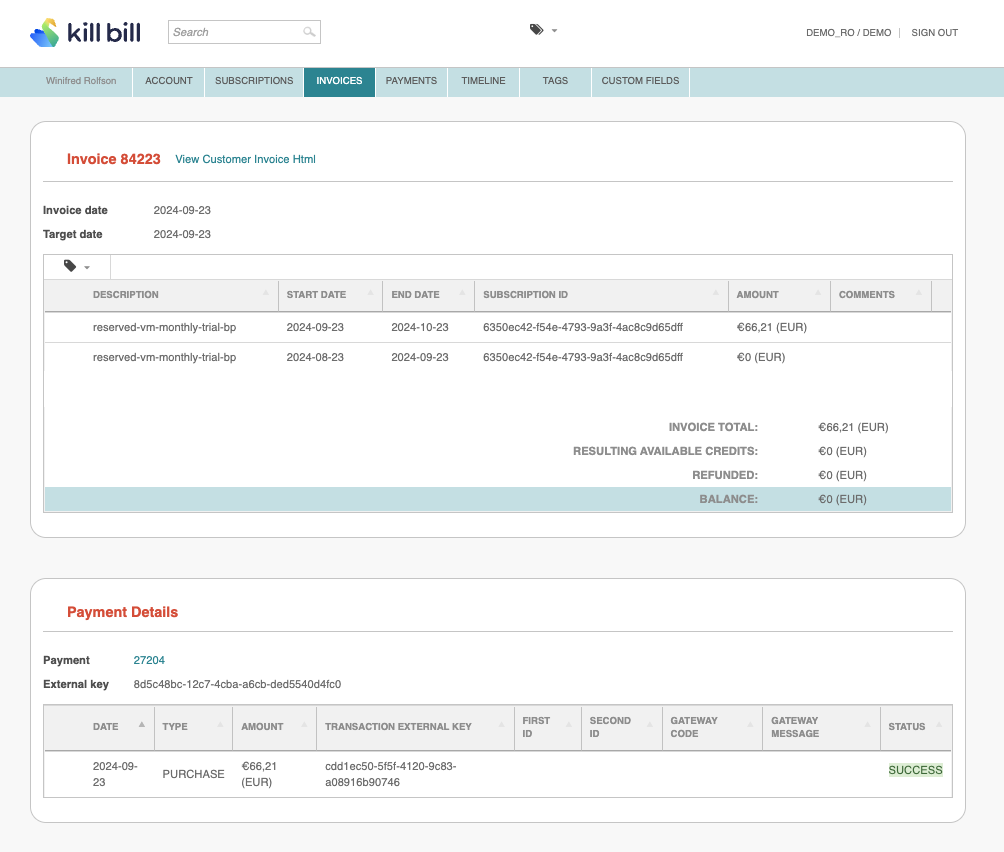 kill bill
Search
DEMO_RO / DEMO
SIGN OUT
Winifred Rolfson
ACCOUNT
SUBSCRIPTIONS
INVOICES
PAYMENTS
TIMELINE
TAGS
CUSTOM FIELDS
Invoice 84223 View Customer Invoice Html
Invoice date 2024-09-23
Target date 2024-09-23
DESCRIPTION START DATE END DATE SUBSCRIPTION ID AMOUNT COMMENTS
reserved-vm-monthly-trial-bp 2024-09-23 2024-10-23 6350ec42-f54e-4793-9a3f-4ac8c9d65dff €66,21 (EUR)
reserved-vm-monthly-trial-bp 2024-08-23 2024-09-23 6350ec42-f54e-4793-9a3f-4ac8c9d65dff €0 (EUR)
INVOICE TOTAL: €66,21 (EUR)
RESULTING AVAILABLE CREDITS: €0 (EUR)
REFUNDED: €0 (EUR)
BALANCE: €0 (EUR)
Payment Details
Payment 27204
External key 8d5c48bc-12c7-4cba-a6cb-ded5540d4fc0
DATE TYPE AMOUNT TRANSACTION EXTERNAL KEY
FIRST
ID
SECOND
ID
GATEWAY
CODE
GATEWAY
MESSAGE
STATUS
2024-09-
23
PURCHASE
€66,21
(EUR)
cdd1ec50-5f5f-4120-9c83-
a08916b90746
SUCCESS